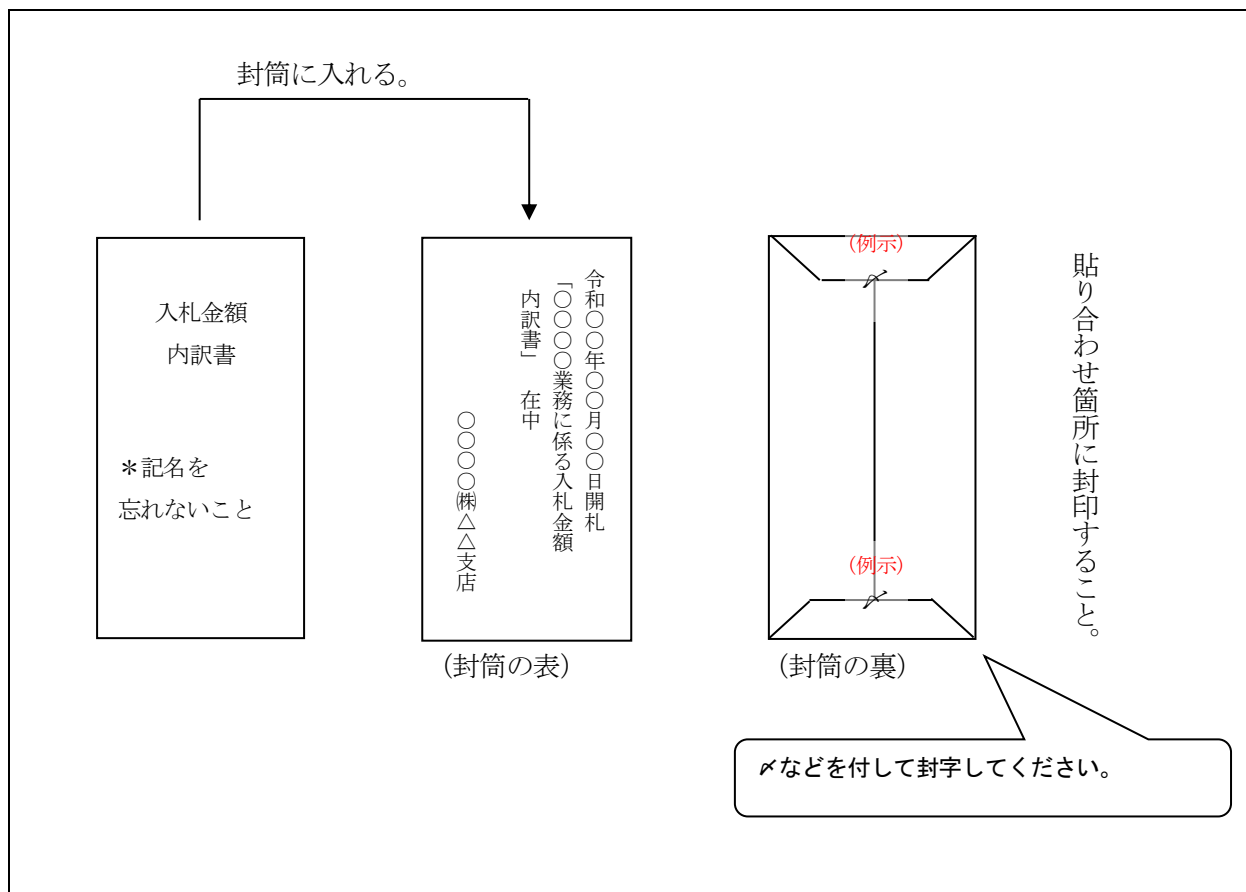 封筒に入れる。
入札金額
内訳書
＊記名を
忘れないこと
令和〇〇年〇〇月〇〇日開札
「〇〇〇〇業務に係る入札金額
内訳書」　在中
〇〇〇〇㈱△△支店
(封筒の表)
(例示)
〆
(例示)
〆
(封筒の裏)
貼り合わせ箇所に封印すること。
〆などを付して封字してください。